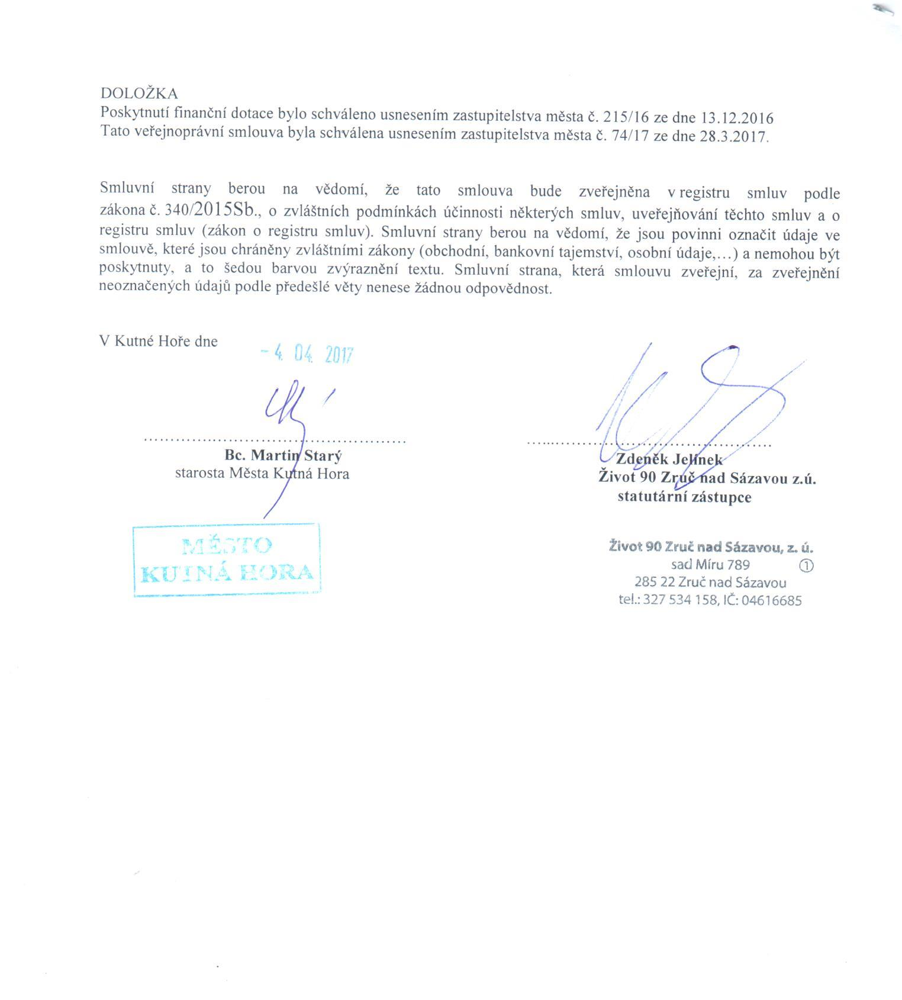 DOLOŽKA
Poskytnutí finanční dotace bylo schváleno usnesením zastupitelstva města č. 215/16 ze dne 13.12.2016
Tato veřejnoprávní smlouva byla schválena usnesením zastupitelstva města č. 74/17 ze dne 28.3.2017.
Smluvní strany berou na vědomí, že tato smlouva bude zveřejněna v registru smluv podle
zákona č. 340/2015Sb., o zvláštních podmínkách účinnosti některých smluv, uveřejňování těchto smluv a o
registru smluv (zákon o registru smluv). Smluvní strany berou na vědomí, že jsou povinni označit údaje ve
smlouvě, které jsou chráněny zvláštními zákony (obchodní, bankovní tajemství, osobní údaje,…) a nemohou být
poskytnuty, a to šedou barvou zvýraznění textu. Smluvní strana, která smlouvu zveřejní, za zveřejnění
neoznačených údajů podle předešlé věty nenese žádnou odpovědnost.
V Kutné Hoře dne
- 4. 04. 2017
Bc. Martin Starý
starosta Města Kutná Hora
Zdeněk Jelínek
Život 90 Zruč nad Sázavou z.ú.
statutární zástupce
MĚSTO
KUTNÁ HORA
Život 90 Zruč nad Sázavou, z. ú.
sad Míru 789 ①
285 22 Zruč nad Sázavou
tel.: 327 534 158, IČ: 04616685